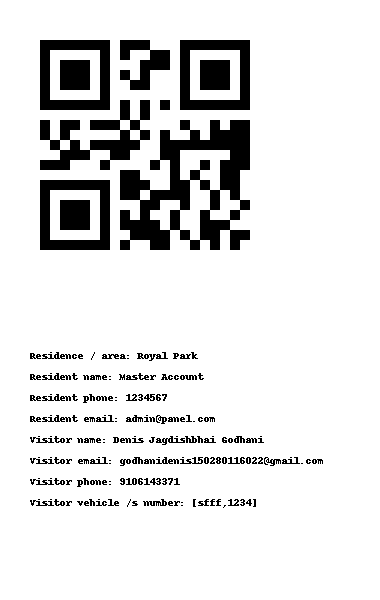 Residence / area: Royal Park
Resident name: Master Account
Resident phone: 1234567
Resident email: admin@panel.com
Visitor name: Denis Jagdishbhai Godhani
Visitor email: godhanidenis150280116022@gmail.com
Visitor phone: 9106143371
Visitor vehicle /s number: [sfff,1234]